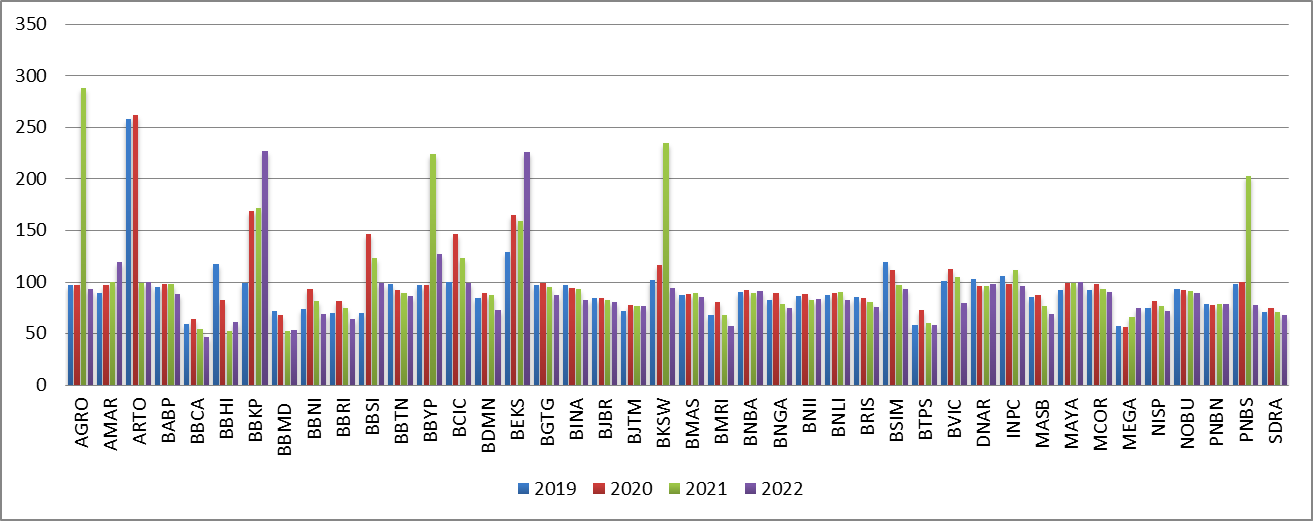 350
300
250
200
150
100
50
0
AGRO
AMAR
ARTO
BABP
BBCA
BBHI
BBKP
BBMD
BBNI
BBRI
BBSI
BBTN
BBYP
BCIC
BDMN
BEKS
BGTG
BINA
BJBR
BJTM
BKSW
BMAS
BMRI
BNBA
BNGA
BNII
BNLI
BRIS
BSIM
BTPS
BVIC
DNAR
INPC
MASB
MAYA
MCOR
MEGA
NISP
NOBU
PNBN
PNBS
SDRA
2019 2020 2021 2022